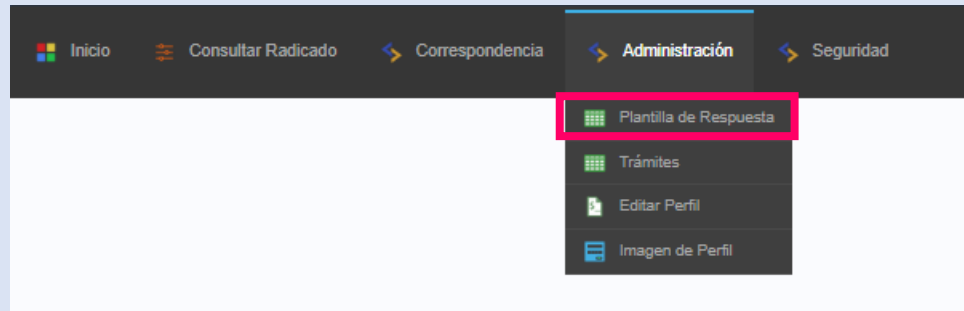 Inicio Consultar Radicado Correspondencia Administración Seguridad
Plantilla de Respuesta
Trámites
Editar Perfil
Imagen de Perfil